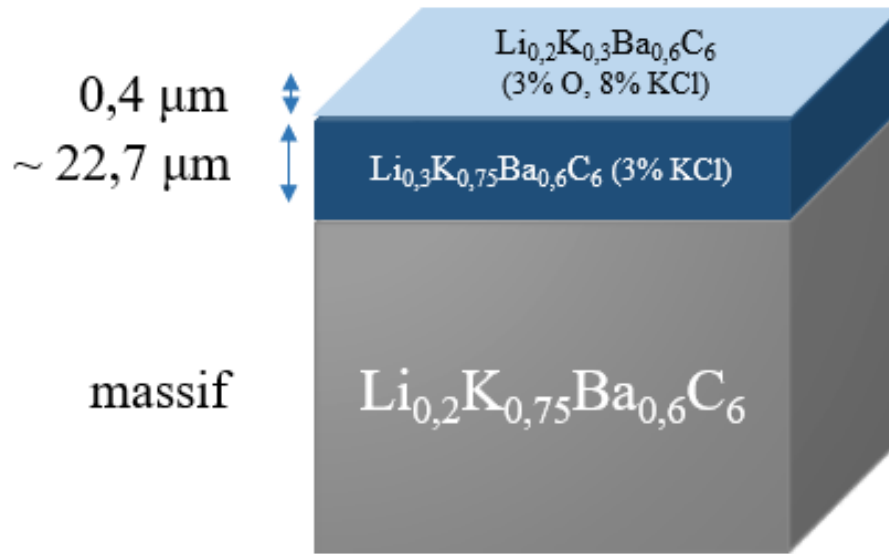 Li0,2K0,3Ba0,6C6
(3% O, 8% KCl)
0,4 μm
~ 22,7 μm
Li0,3K0,75Ba0,6C6 (3% KCl)
massif
Li0,2K0,75Ba0,6C6